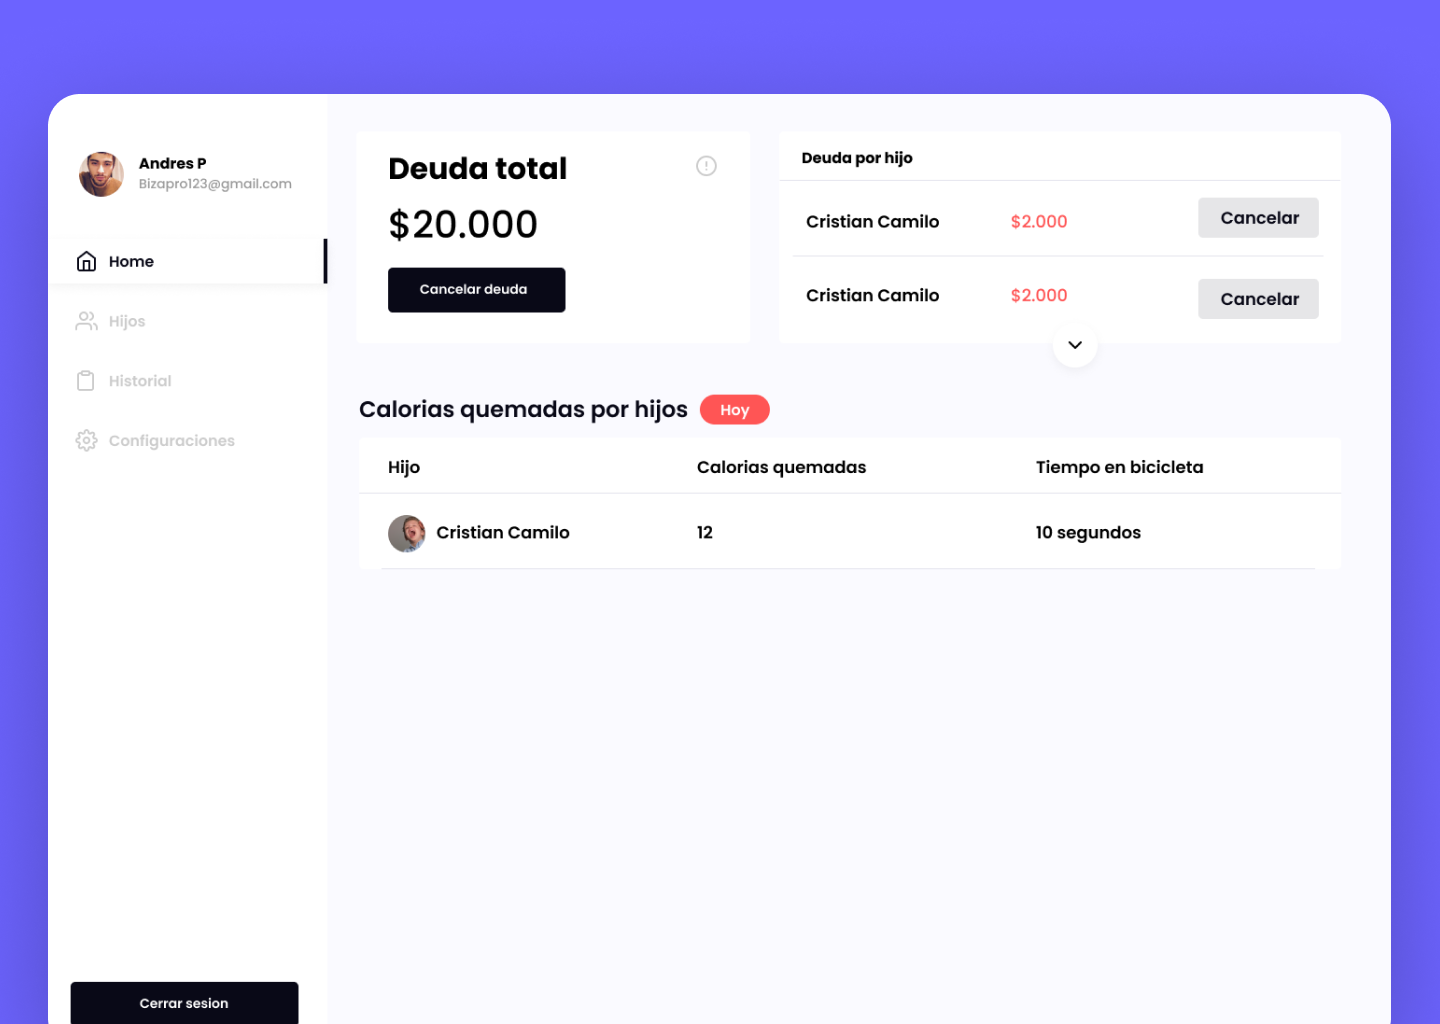 Andres P
Bizapro123@gmail.com
Home
Hijos
Historial
Configuraciones
Cerrar sesion
Deuda total
$20.000
Cancelar deuda
Deuda por hijo
Cristian Camilo $2.000 Cancelar
Cristian Camilo $2.000 Cancelar
Calorias quemadas por hijos Hoy
Hijo Calorias quemadas Tiempo en bicicleta
Cristian Camilo 12 10 segundos